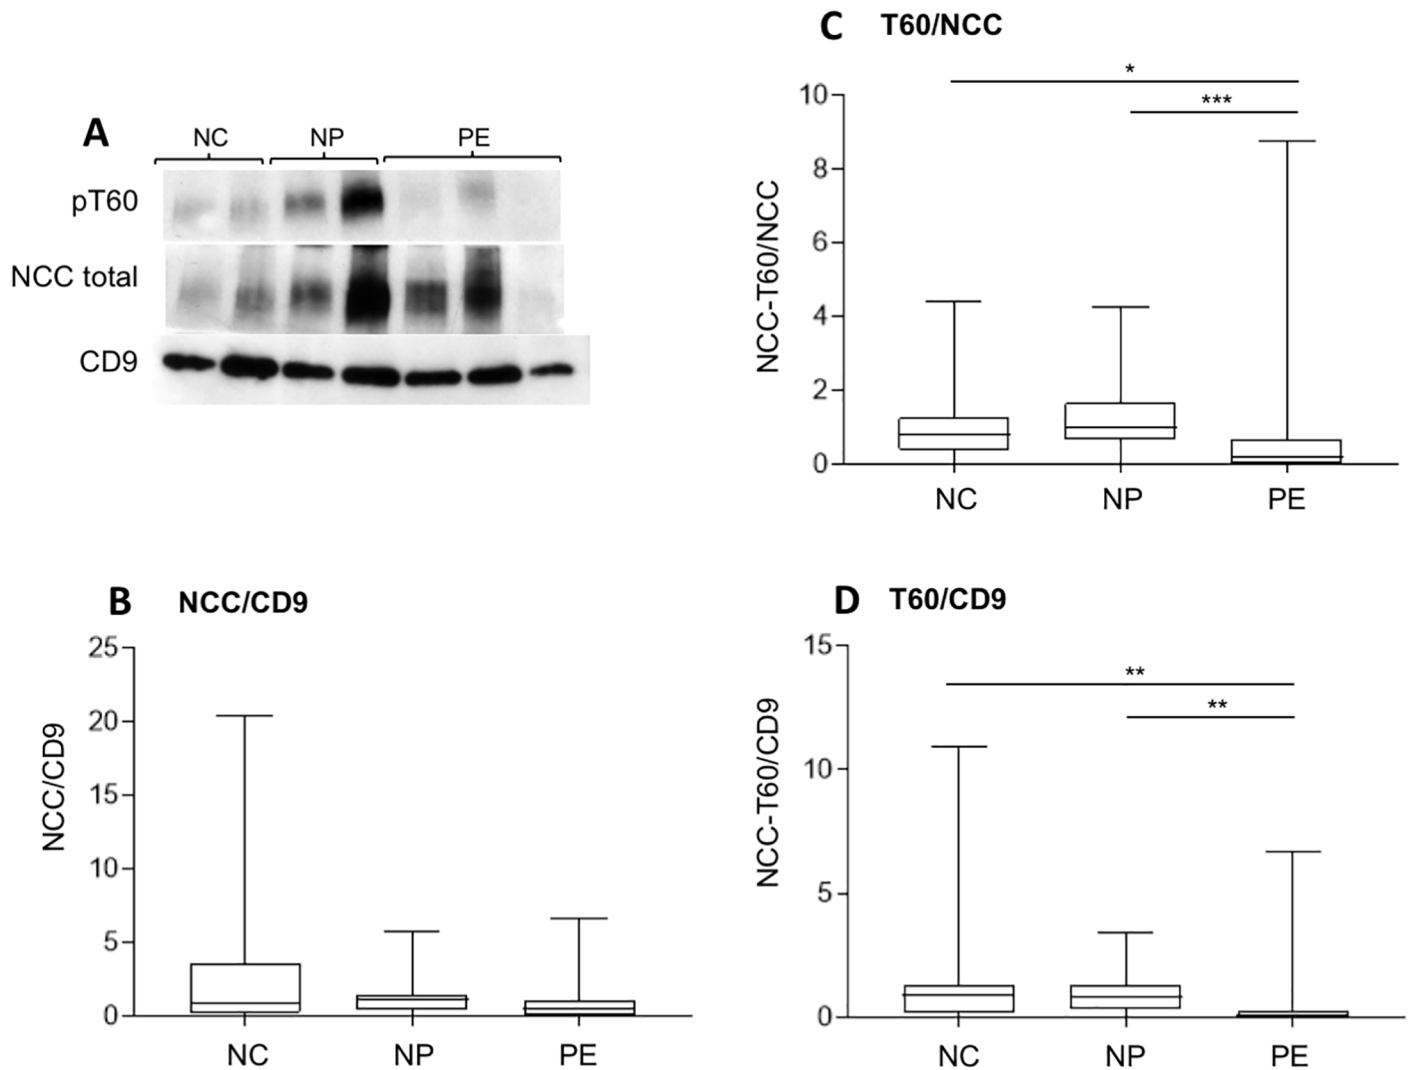 A
NC NP PE
pT60
NCC total
CD9
B NCC/CD9
NCC/CD9
25
20
15
10
5
0
NC NP PE
C T60/NCC
NCC-T60/NCC
*
***
10
8
6
4
2
0
NC NP PE
D T60/CD9
NCC-T60/CD9
**
**
15
10
5
0
NC NP PE